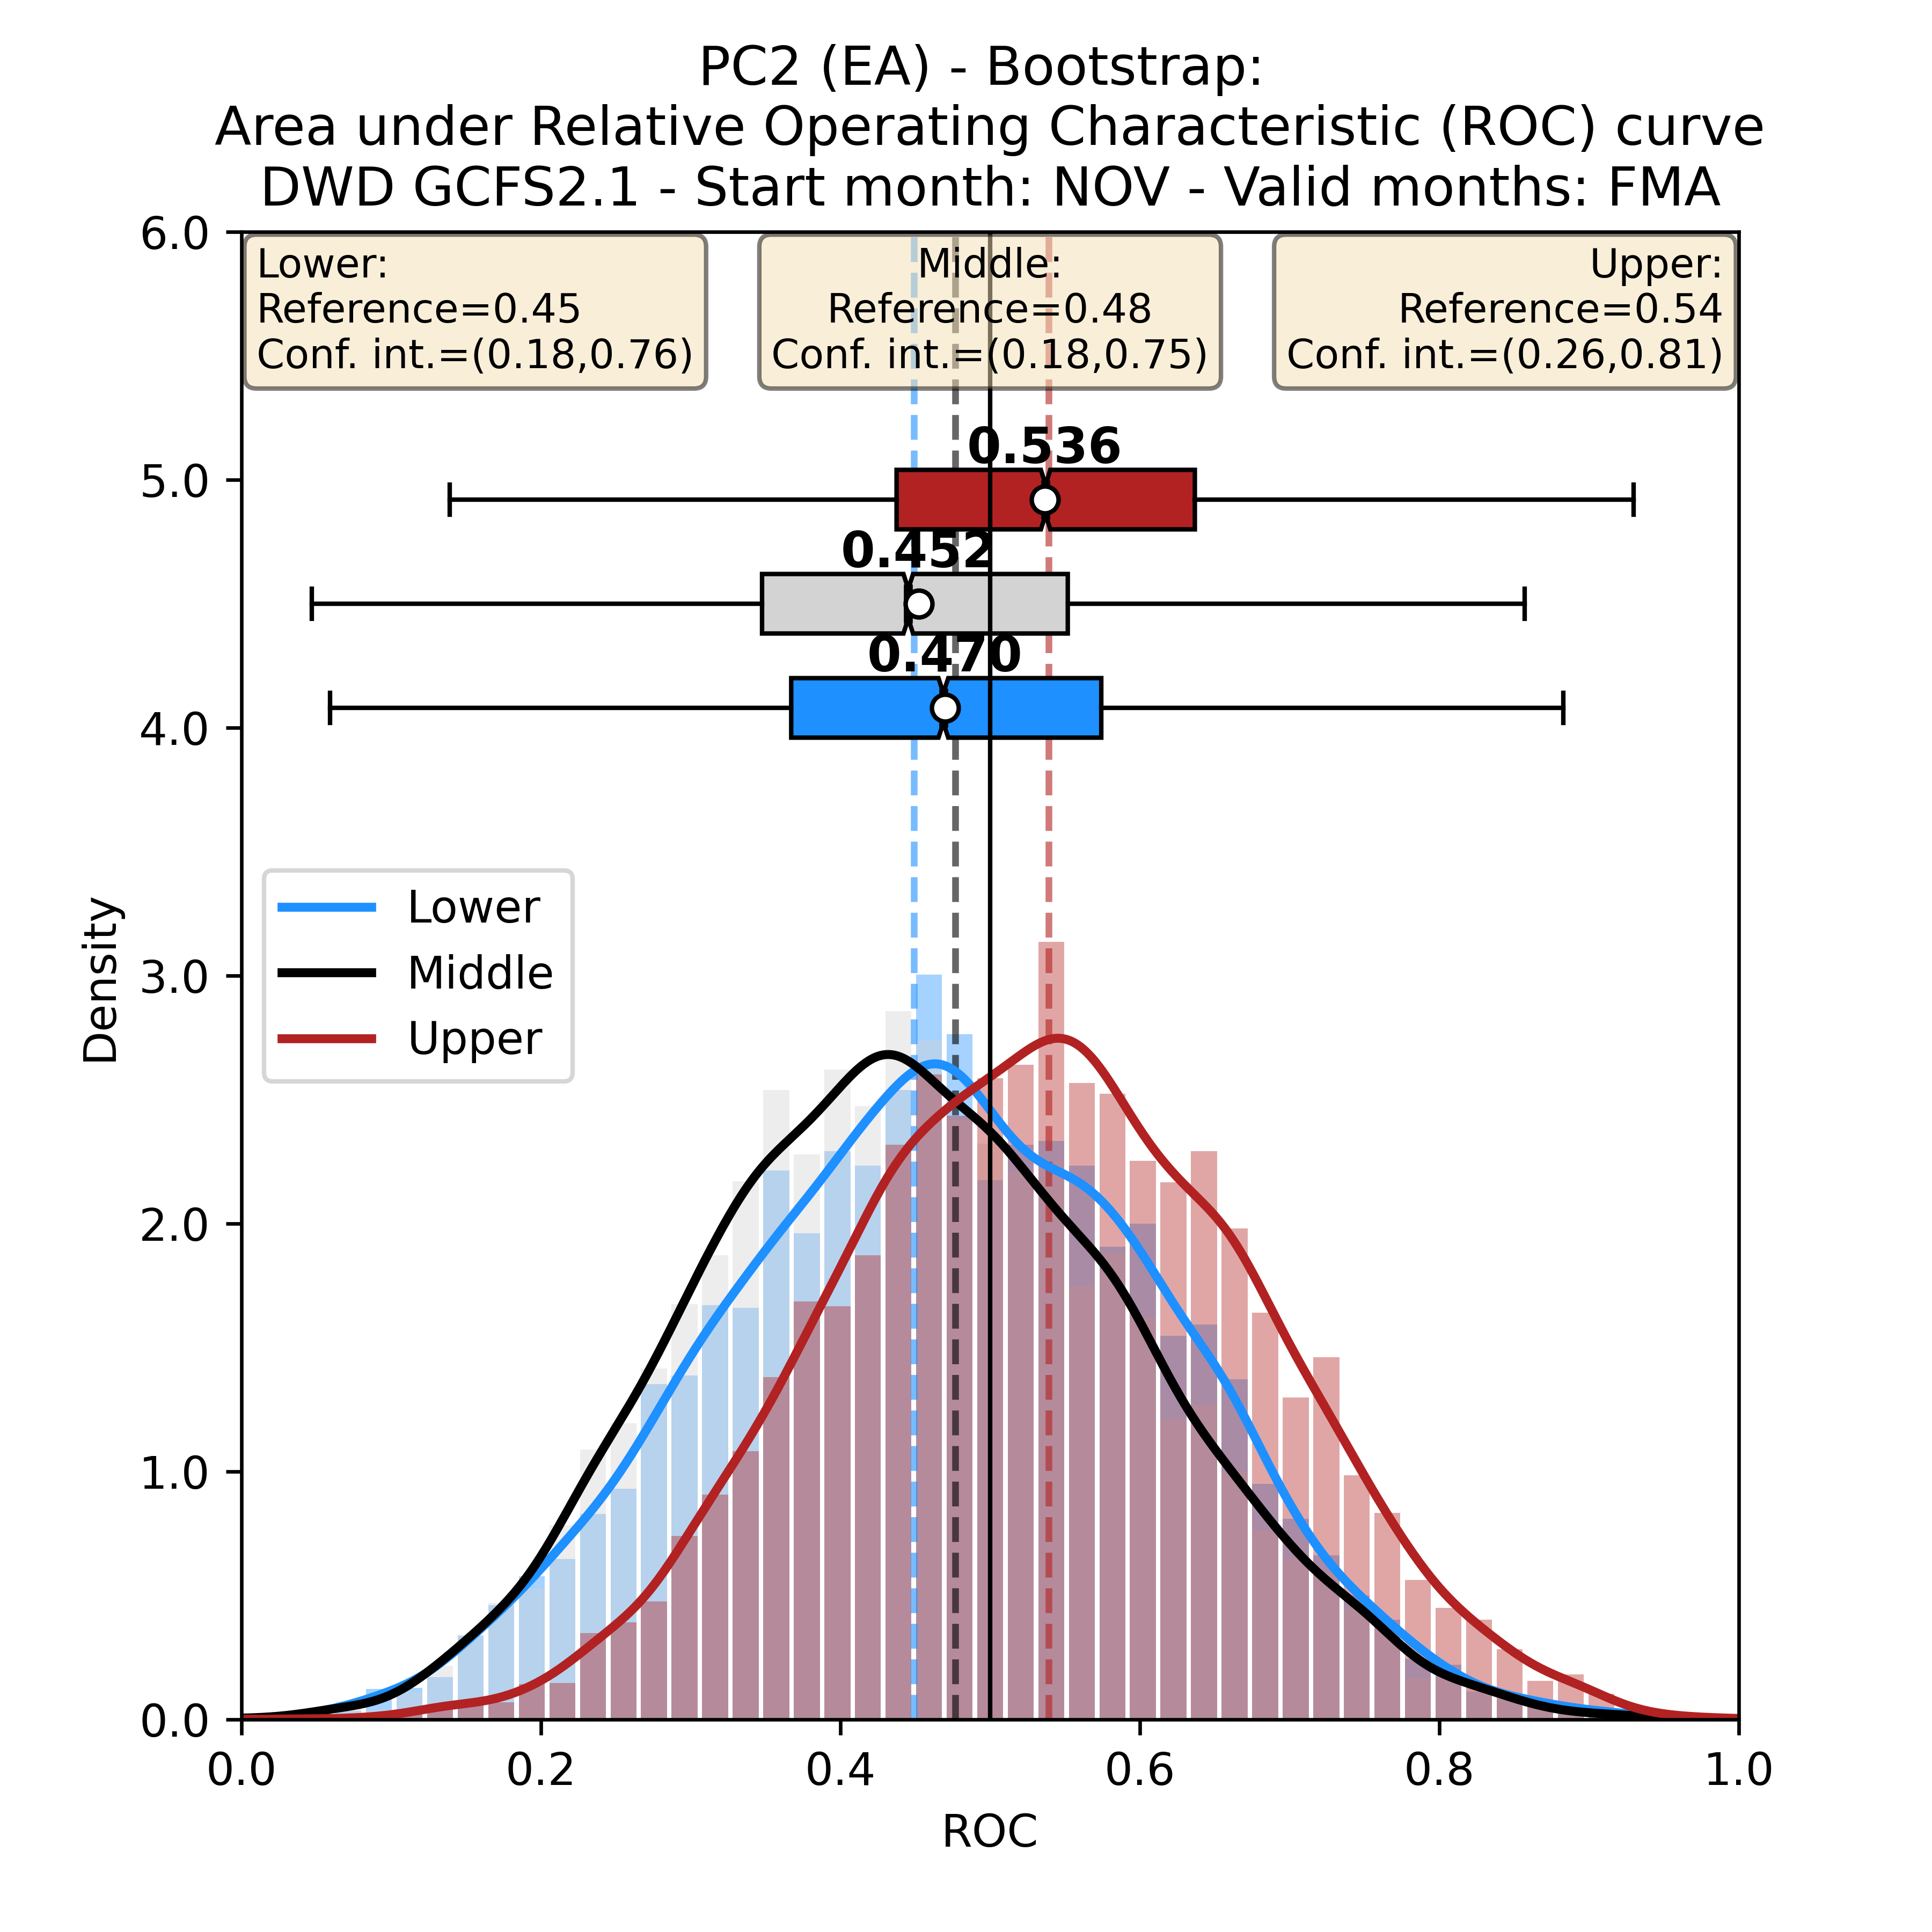 PC2 (EA) - Bootstrap:
Area under Relative Operating Characteristic (ROC) curve
DWD GCFS2.1 - Start month: NOV - Valid months: FMA
6.0
Lower:
Reference=0.45
Conf. int.=(0.18,0.76)
Middle:
Reference=0.48
Conf. int.=(0.18,0.75)
Upper:
Reference=0.54
Conf. int.=(0.26,0.81)
0.536
5.0
0.452
0.470
4.0
Density
Lower
Middle
Upper
3.0
2.0
1.0
0.0
0.0
0.2
0.4
0.6
0.8
1.0
ROC